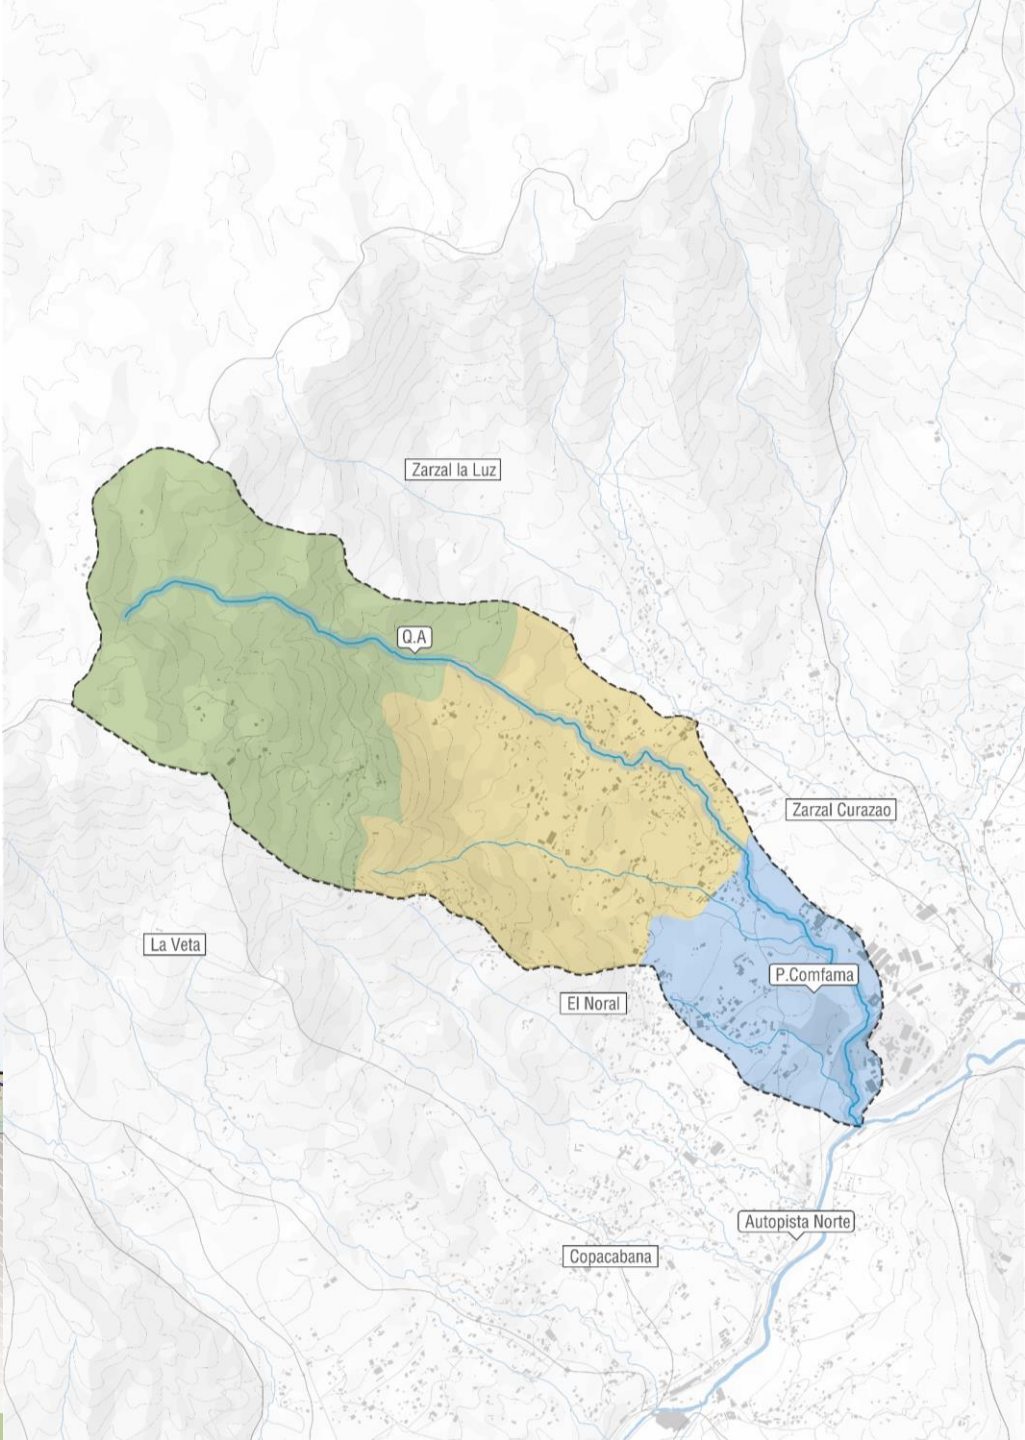 Zarzal la Luz
Q.A
Zarzal Curazao
La Veta
P.Comfama
El Noral
Autopista Norte
Copacabana